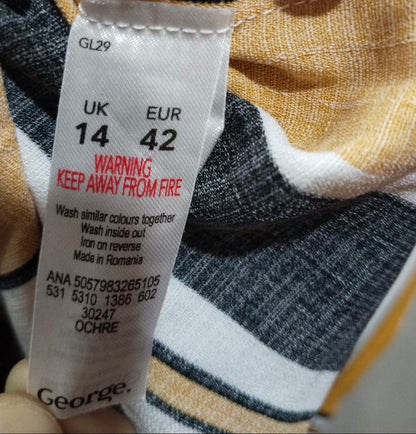 GL29
UK EUR
14 42
WARNING
KEEP AWAY FROM FIRE
Wash similar colours together
Wash inside out
Iron on reverse
Made in Romania
ANA 5057983265105
531 5310 1386 602
30247
OCHRE
George.